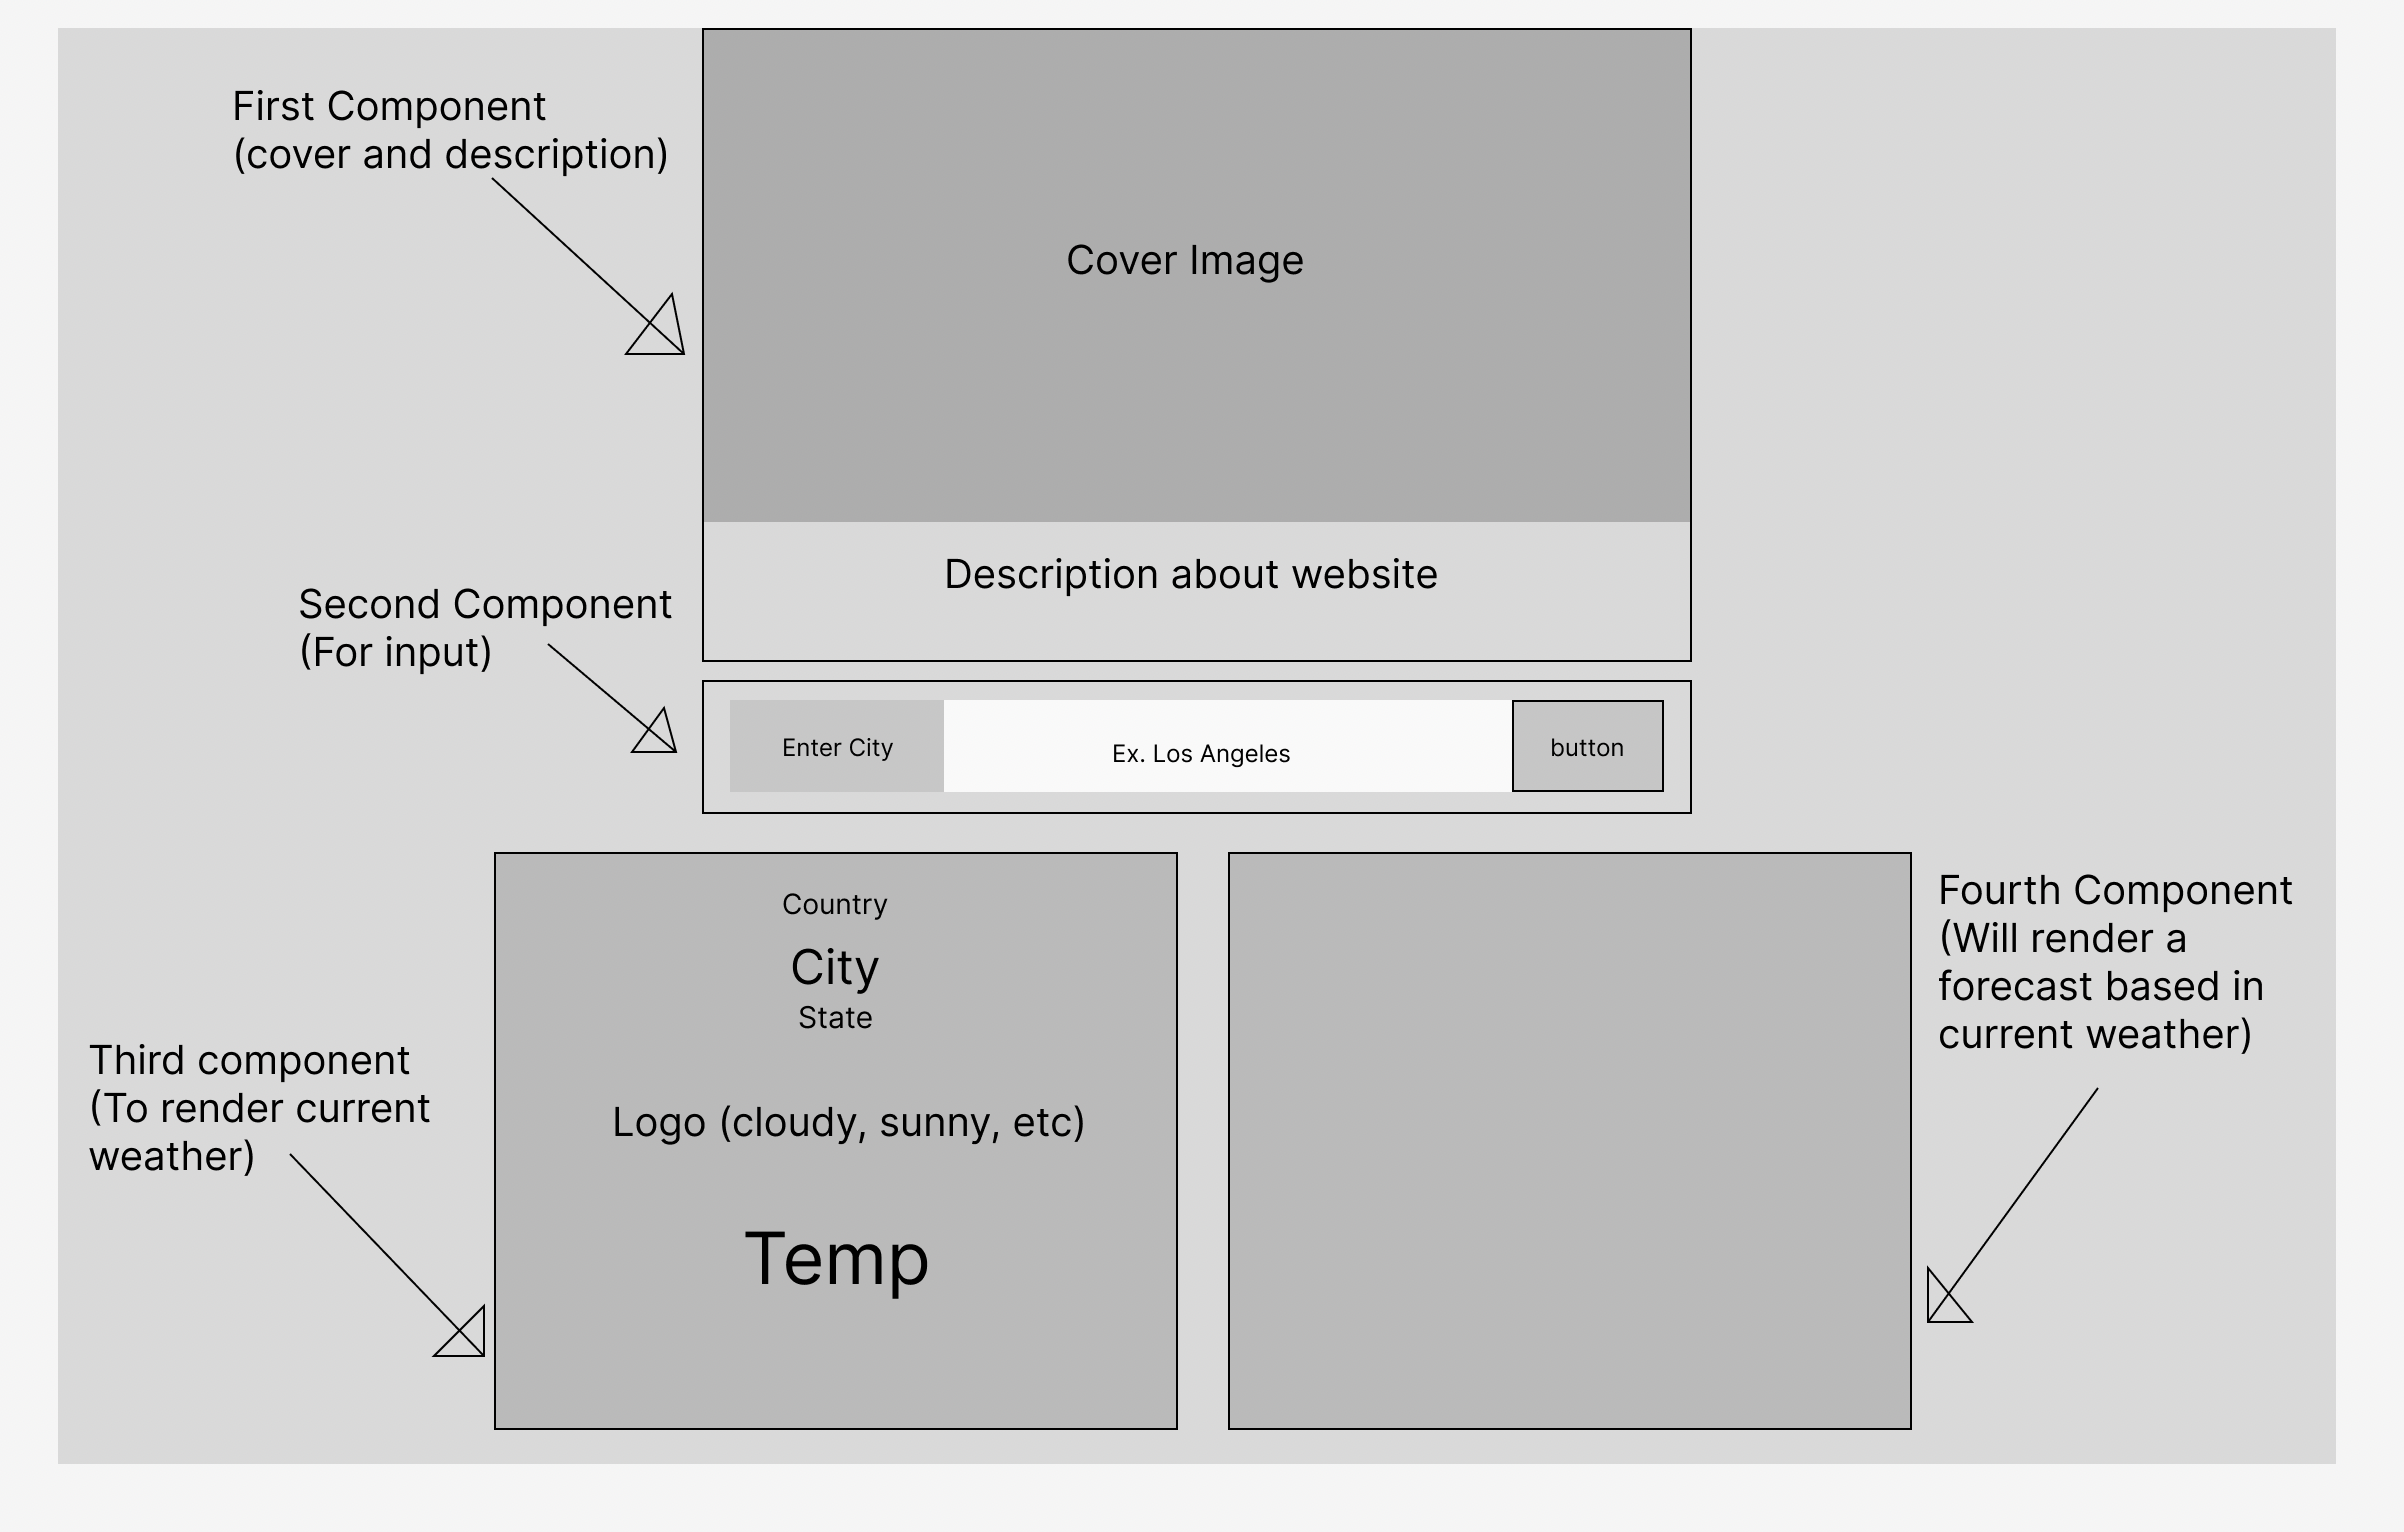 First Component
(cover and description)
Cover Image
Description about website
Second Component
(For input)
Enter City
Ex. Los Angeles
button
Country
City
State
Logo (cloudy, sunny, etc)
Temp
Third component
(To render current
weather)
Fourth Component
(Will render a
forecast based in
current weather)